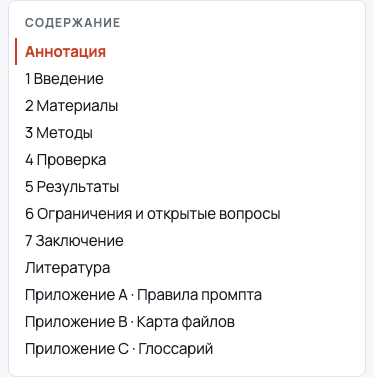 СОДЕРЖАНИЕ
Аннотация
1 Введение
2 Материалы
3 Методы
4 Проверка
5 Результаты
6 Ограничения и открытые вопросы
7 Заключение
Литература
Приложение A · Правила промпта
Приложение B · Карта файлов
Приложение C · Глоссарий